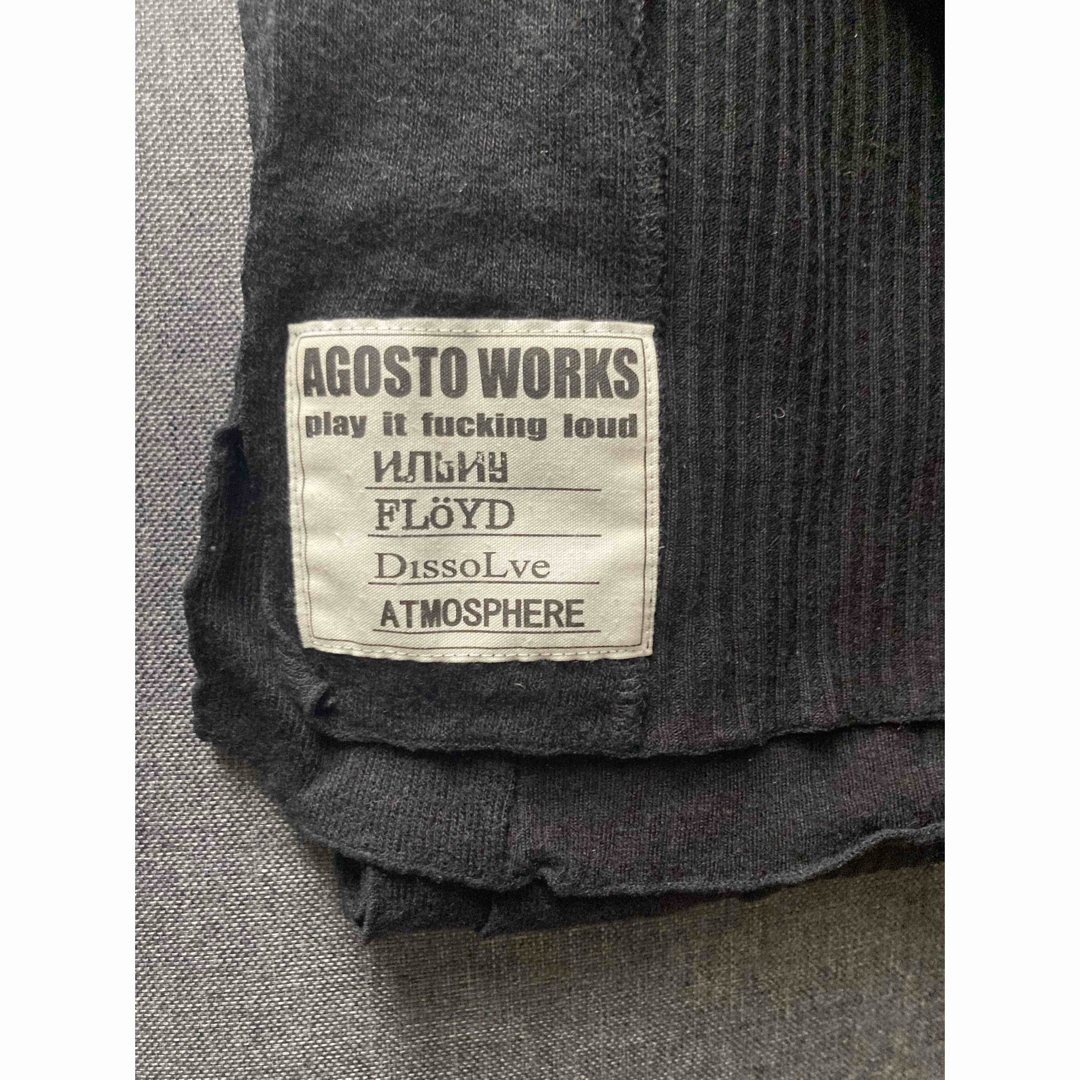 AGOSTO WORKS
play it fucking loud
ИЛЬИУ
FLöYD
DıssoLve
ATMOSPHERE